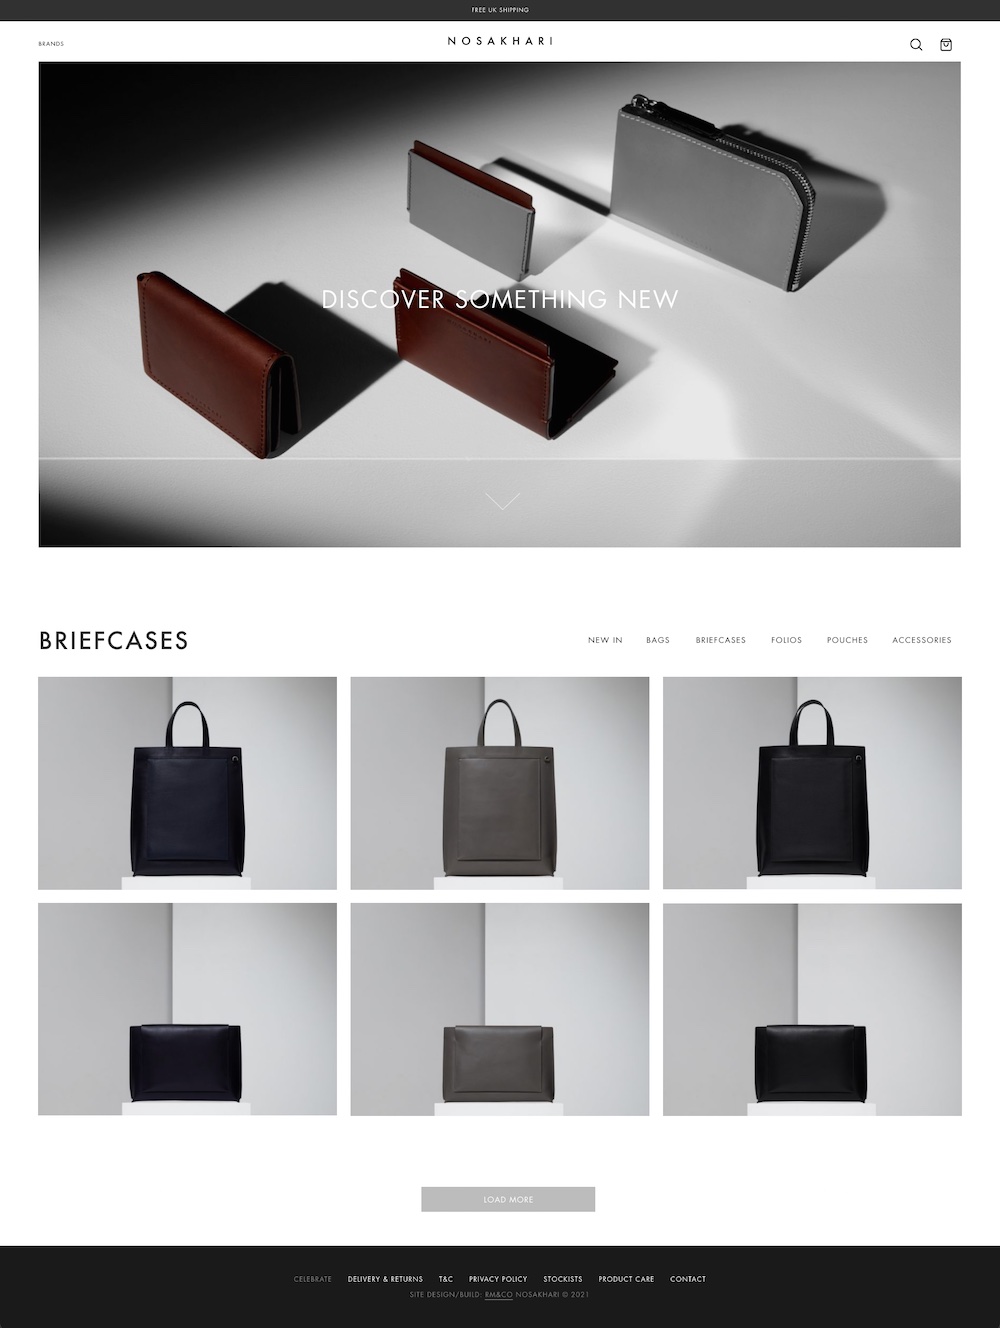 FREE UK SHIPPING
BRANDS
NOSAKHARI
DISCOVER SOMETHING NEW
BRIEFCASES
NEW IN BAGS BRIEFCASES FOLIOS POUCHES ACCESSORIES
LOAD MORE
CELEBRATE DELIVERY & RETURNS T&C PRIVACY POLICY STOCKISTS PRODUCT CARE CONTACT
SITE DESIGN/BUILD: RM&CO NOSAKHARI © 2021